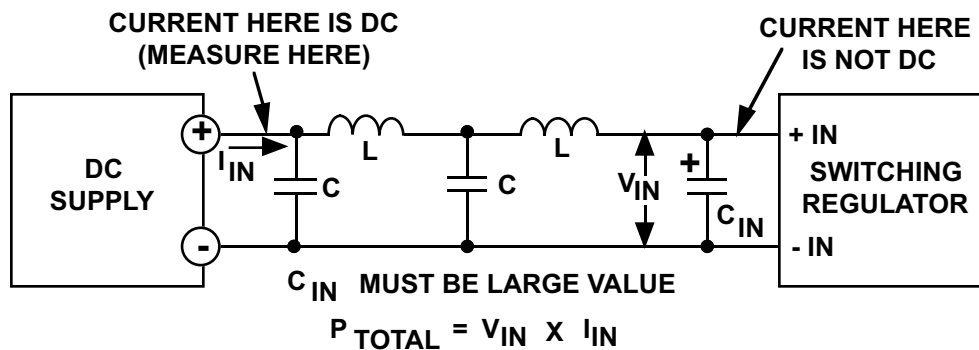 CURRENT HERE IS DC
(MEASURE HERE)
CURRENT HERE
IS NOT DC
DC
SUPPLY
+
-
I IN
C
L
C
L
V IN
+
C IN
+ IN
SWITCHING
REGULATOR
- IN
C IN MUST BE LARGE VALUE
P TOTAL = V IN X I IN